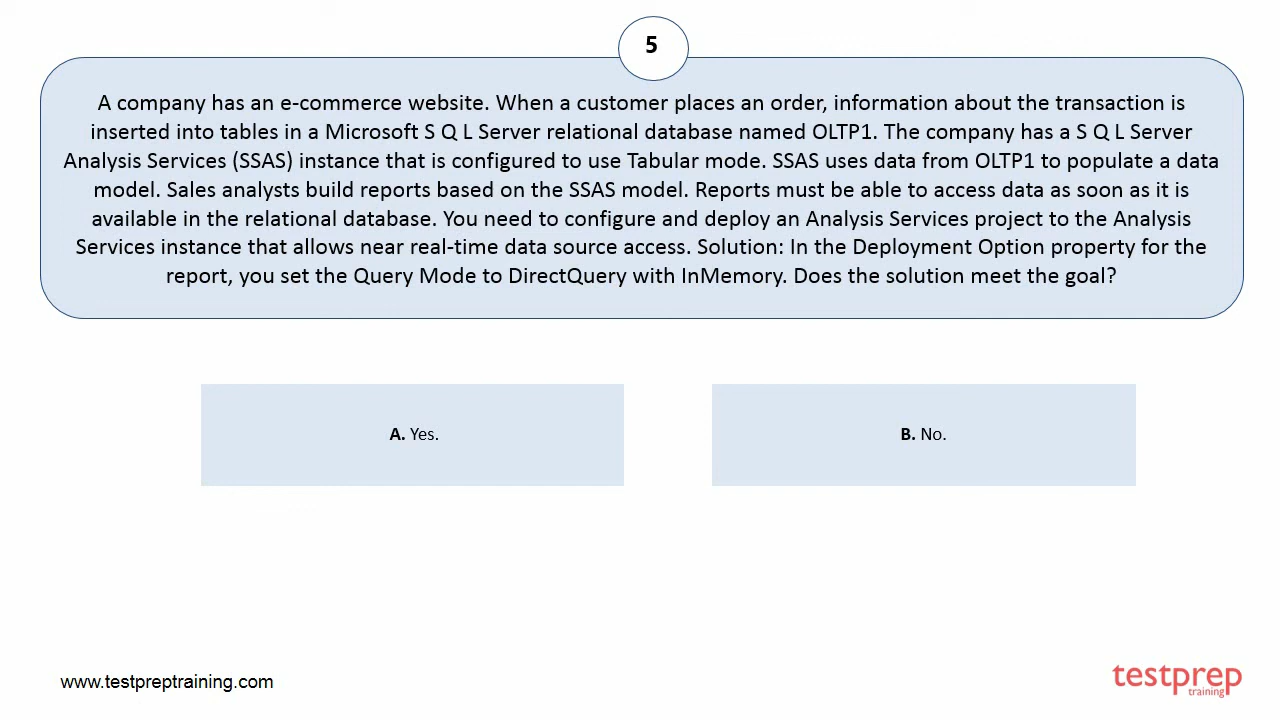 5
A company has an e-commerce website. When a customer places an order, information about the transaction is
inserted into tables in a Microsoft S Q L Server relational database named OLTP1. The company has a S Q L Server
Analysis Services (SSAS) instance that is configured to use Tabular mode. SSAS uses data from OLTP1 to populate a data
model. Sales analysts build reports based on the SSAS model. Reports must be able to access data as soon as it is
available in the relational database. You need to configure and deploy an Analysis Services project to the Analysis
Services instance that allows near real-time data source access. Solution: In the Deployment Option property for the
report, you set the Query Mode to DirectQuery with InMemory. Does the solution meet the goal?
A. Yes.
B. No.
www.testpreptraining.com
testprep
training